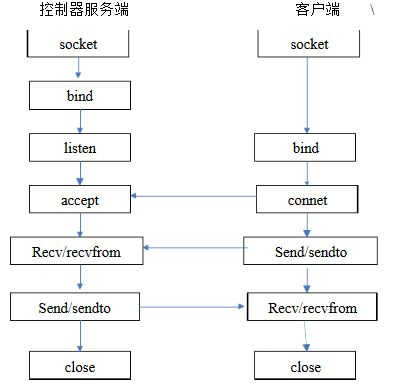 控制器服务端 客户端 \
socket socket
bind
listen bind
accept connet
Recv/recvfrom Send/sendto
Send/sendto Recv/recvfrom
close close